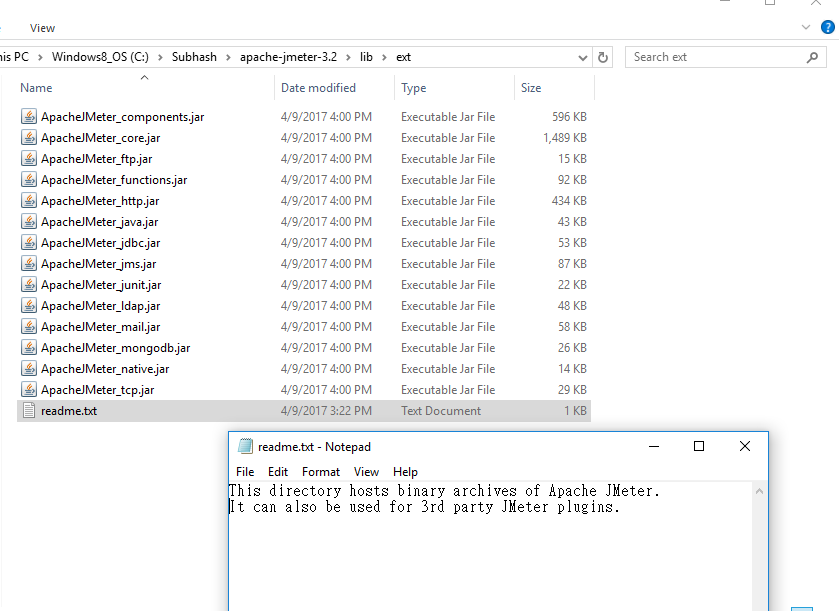 View
?
his PC > Windows8_OS (C:) > Subhash > apache-jmeter-3.2 > lib > ext
Search ext
Name Date modified Type Size
ApacheJMeter_components.jar 4/9/2017 4:00 PM Executable Jar File 596 KB
ApacheJMeter_core.jar 4/9/2017 4:00 PM Executable Jar File 1,489 KB
ApacheJMeter_ftp.jar 4/9/2017 4:00 PM Executable Jar File 15 KB
ApacheJMeter_functions.jar 4/9/2017 4:00 PM Executable Jar File 92 KB
ApacheJMeter_http.jar 4/9/2017 4:00 PM Executable Jar File 434 KB
ApacheJMeter_java.jar 4/9/2017 4:00 PM Executable Jar File 43 KB
ApacheJMeter_jdbc.jar 4/9/2017 4:00 PM Executable Jar File 53 KB
ApacheJMeter_jms.jar 4/9/2017 4:00 PM Executable Jar File 87 KB
ApacheJMeter_junit.jar 4/9/2017 4:00 PM Executable Jar File 22 KB
ApacheJMeter_ldap.jar 4/9/2017 4:00 PM Executable Jar File 48 KB
ApacheJMeter_mail.jar 4/9/2017 4:00 PM Executable Jar File 58 KB
ApacheJMeter_mongodb.jar 4/9/2017 4:00 PM Executable Jar File 26 KB
ApacheJMeter_native.jar 4/9/2017 4:00 PM Executable Jar File 14 KB
ApacheJMeter_tcp.jar 4/9/2017 4:00 PM Executable Jar File 29 KB
readme.txt 4/9/2017 3:22 PM Text Document 1 KB
readme.txt - Notepad
File Edit Format View Help
This directory hosts binary archives of Apache JMeter.
It can also be used for 3rd party JMeter plugins.